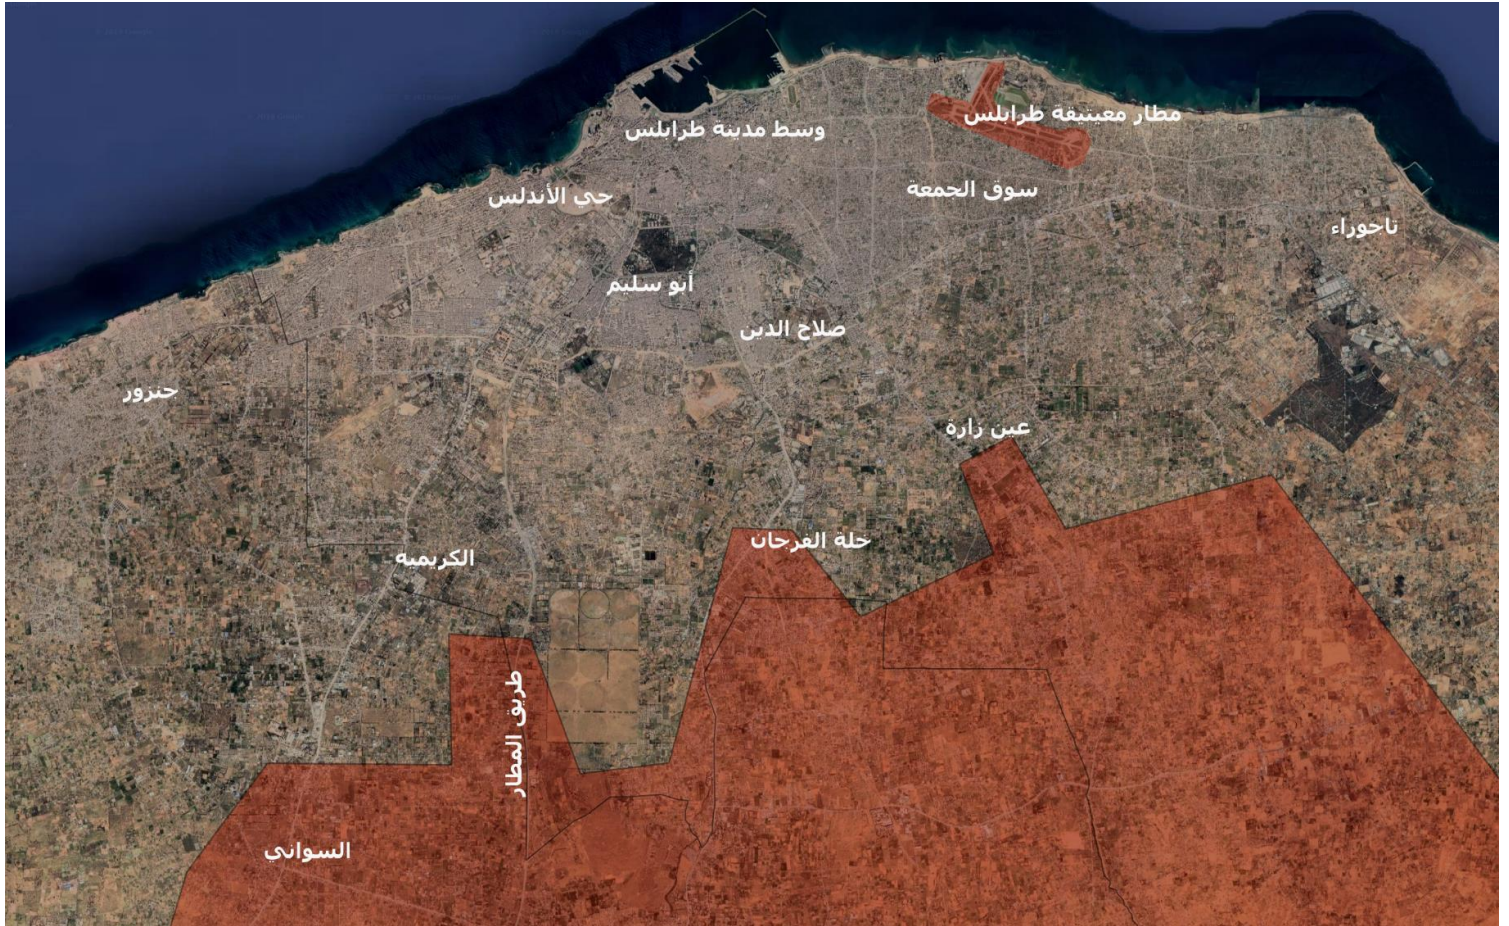 مطار معيتيقة طرابلس
وسط مدينة طرابلس
سوق الجمعة
حي الأندلس
تاجوراء
أبو سليم
صلاح الدين
جنزور
عين زارة
خلة الفرجان
الكريمية
طريق المطار
السواني